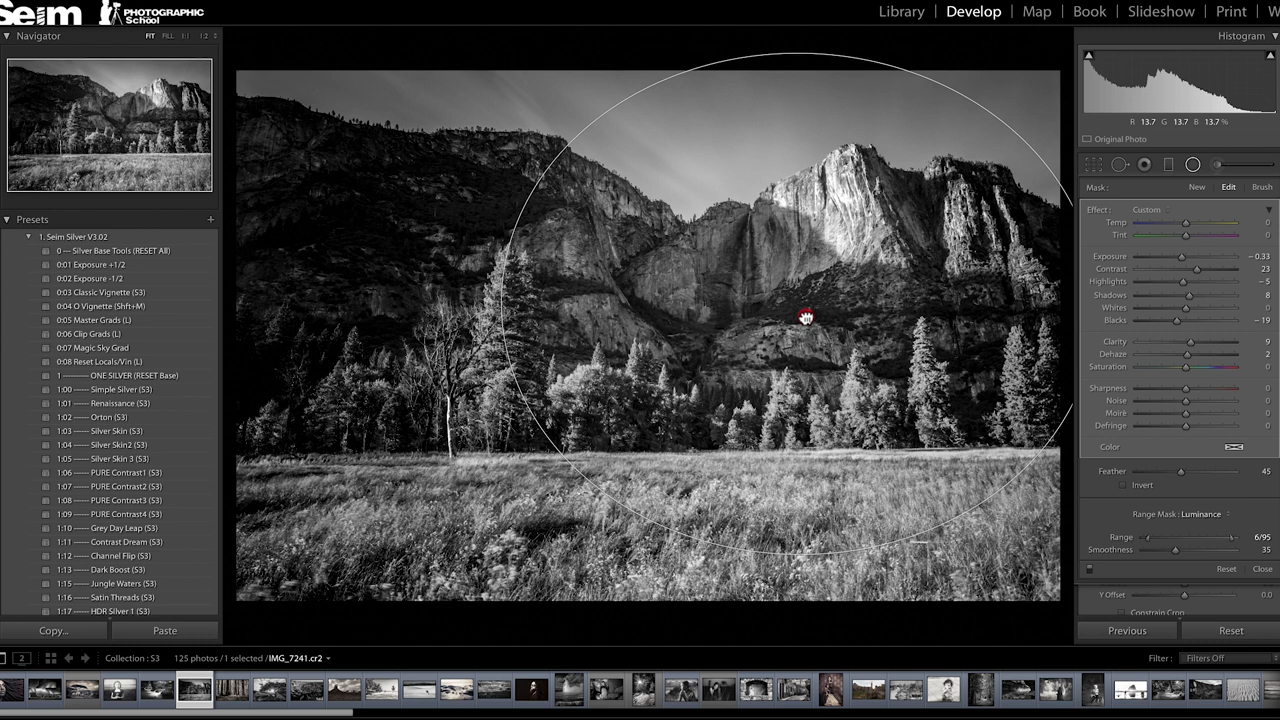 Seim PHOTOGRAPHIC School
Library | Develop | Map | Book | Slideshow | Print | W
Navigator FIT FILL 1:1 1:2
Histogram
R 13.7 G 13.7 B 13.7 %
Original Photo
Mask : New Edit Brush
Effect : Custom
Temp 0
Tint 0
Exposure − 0.33
Contrast 23
Highlights − 5
Shadows 8
Whites 0
Blacks − 19
Clarity 9
Dehaze 2
Saturation 0
Sharpness 0
Noise 0
Moiré 0
Defringe 0
Color
Feather 45
Invert
Range Mask : Luminance
Range 6/95
Smoothness 35
Reset Close
Y Offset 0.0
Constrain Crop
Previous Reset
Presets +
1. Seim Silver V3.02
0 — Silver Base Tools (RESET All)
0:01 Exposure +1/2
0:02 Exposure -1/2
0:03 Classic Vignette (S3)
0:04 O Vignette (Shft+M)
0:05 Master Grads (L)
0:06 Clip Grads (L)
0:07 Magic Sky Grad
0:08 Reset Locals/Vin (L)
1 ——— ONE SILVER (RESET Base)
1:00 —— Simple Silver (S3)
1:01 —— Renaissance (S3)
1:02 —— Orton (S3)
1:03 —— Silver Skin (S3)
1:04 —— Silver Skin2 (S3)
1:05 —— Silver Skin 3 (S3)
1:06 —— PURE Contrast1 (S3)
1:07 —— PURE Contrast2 (S3)
1:08 —— PURE Contrast3 (S3)
1:09 —— PURE Contrast4 (S3)
1:10 —— Grey Day Leap (S3)
1:11 —— Contrast Dream (S3)
1:12 —— Channel Flip (S3)
1:13 —— Dark Boost (S3)
1:15 —— Jungle Waters (S3)
1:16 —— Satin Threads (S3)
1:17 —— HDR Silver 1 (S3)
Copy... Paste
2 Collection : S3 125 photos / 1 selected / IMG_7241.cr2 Filter : Filters Off